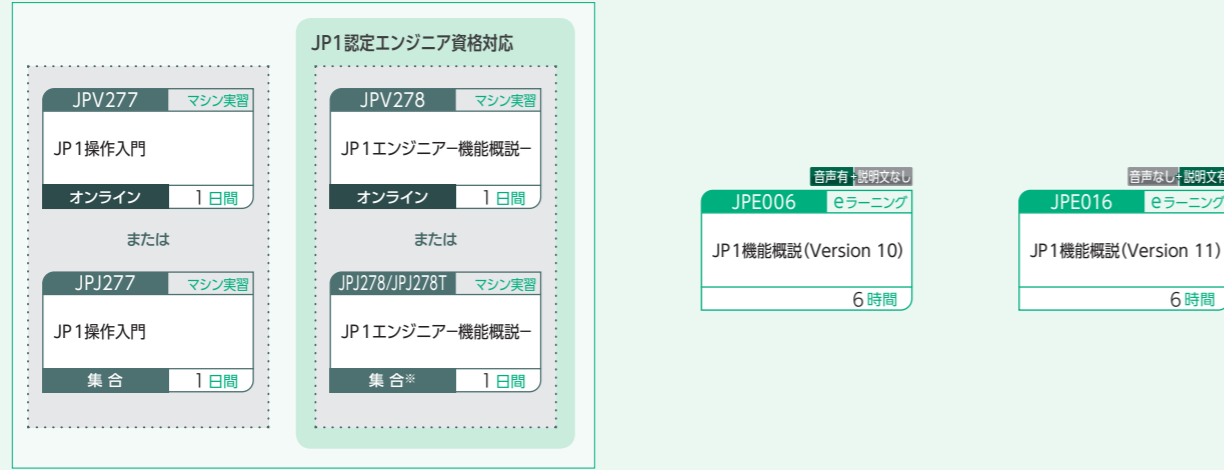 JP1認定エンジニア資格対応
JPV277 マシン実習
JP1操作入門
オンライン 1日間
または
JPJ277 マシン実習
JP1操作入門
集合 1日間
JPV278 マシン実習
JP1エンジニアー機能概説ー
オンライン 1日間
または
JPJ278/JPJ278T マシン実習
JP1エンジニアー機能概説ー
集合※ 1日間
音声有 説明文なし
JPE006 eラーニング
JP1機能概説(Version 10)
6時間
音声なし 説明文有
JPE016 eラーニング
JP1機能概説(Version 11)
6時間